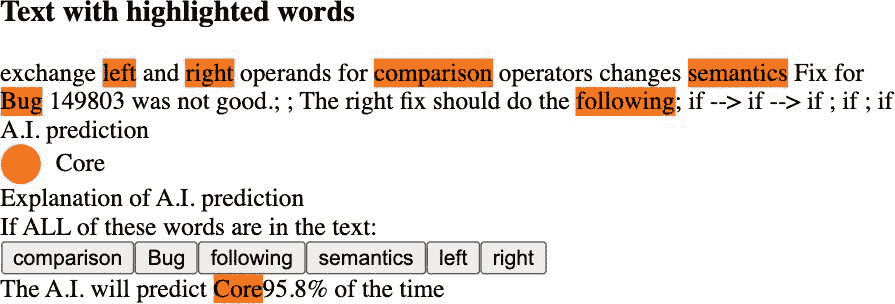 Text with highlighted words
exchange left and right operands for comparison operators changes semantics Fix for
Bug 149803 was not good.; ; The right fix should do the following; if --> if --> if ; if ; if
A.I. prediction
Core
Explanation of A.I. prediction
If ALL of these words are in the text:
comparison Bug following semantics left right
The A.I. will predict Core95.8% of the time